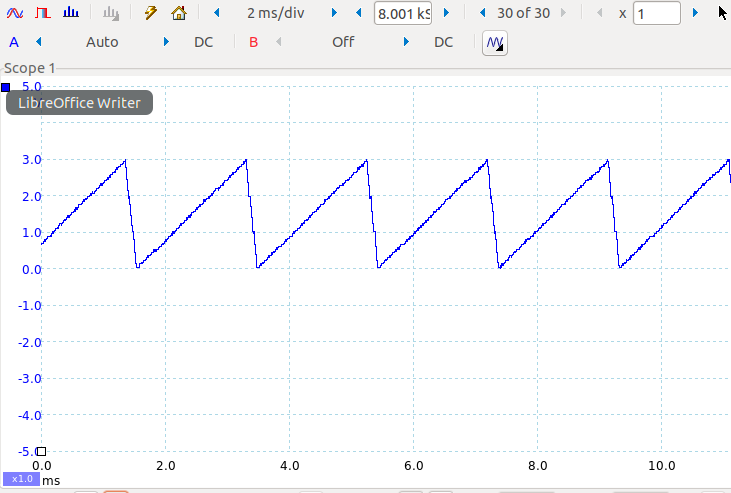 2 ms/div 8.001 kS 30 of 30 x 1
A Auto DC B Off DC
Scope 1
5.0
LibreOffice Writer
3.0
2.0
1.0
0.0
-1.0
-2.0
-3.0
-4.0
-5.0
0.0 2.0 4.0 6.0 8.0 10.0
x1.0 ms